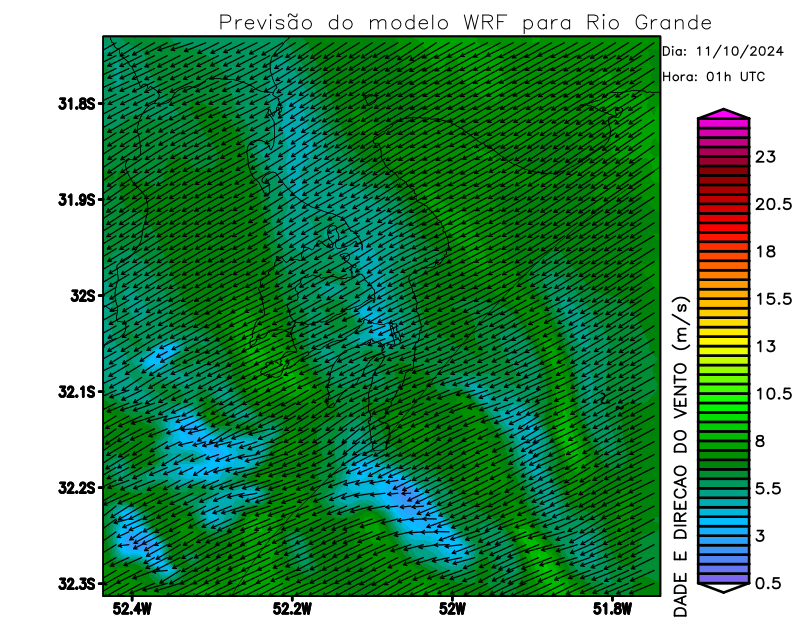 Previsão do modelo WRF para Rio Grande
Dia: 11/10/2024
Hora: 01h UTC
31.8S
31.9S
32S
32.1S
32.2S
32.3S
52.4W
52.2W
52W
51.8W
23
20.5
18
15.5
13
10.5
8
5.5
3
0.5
DADE E DIRECAO DO VENTO (m/s)